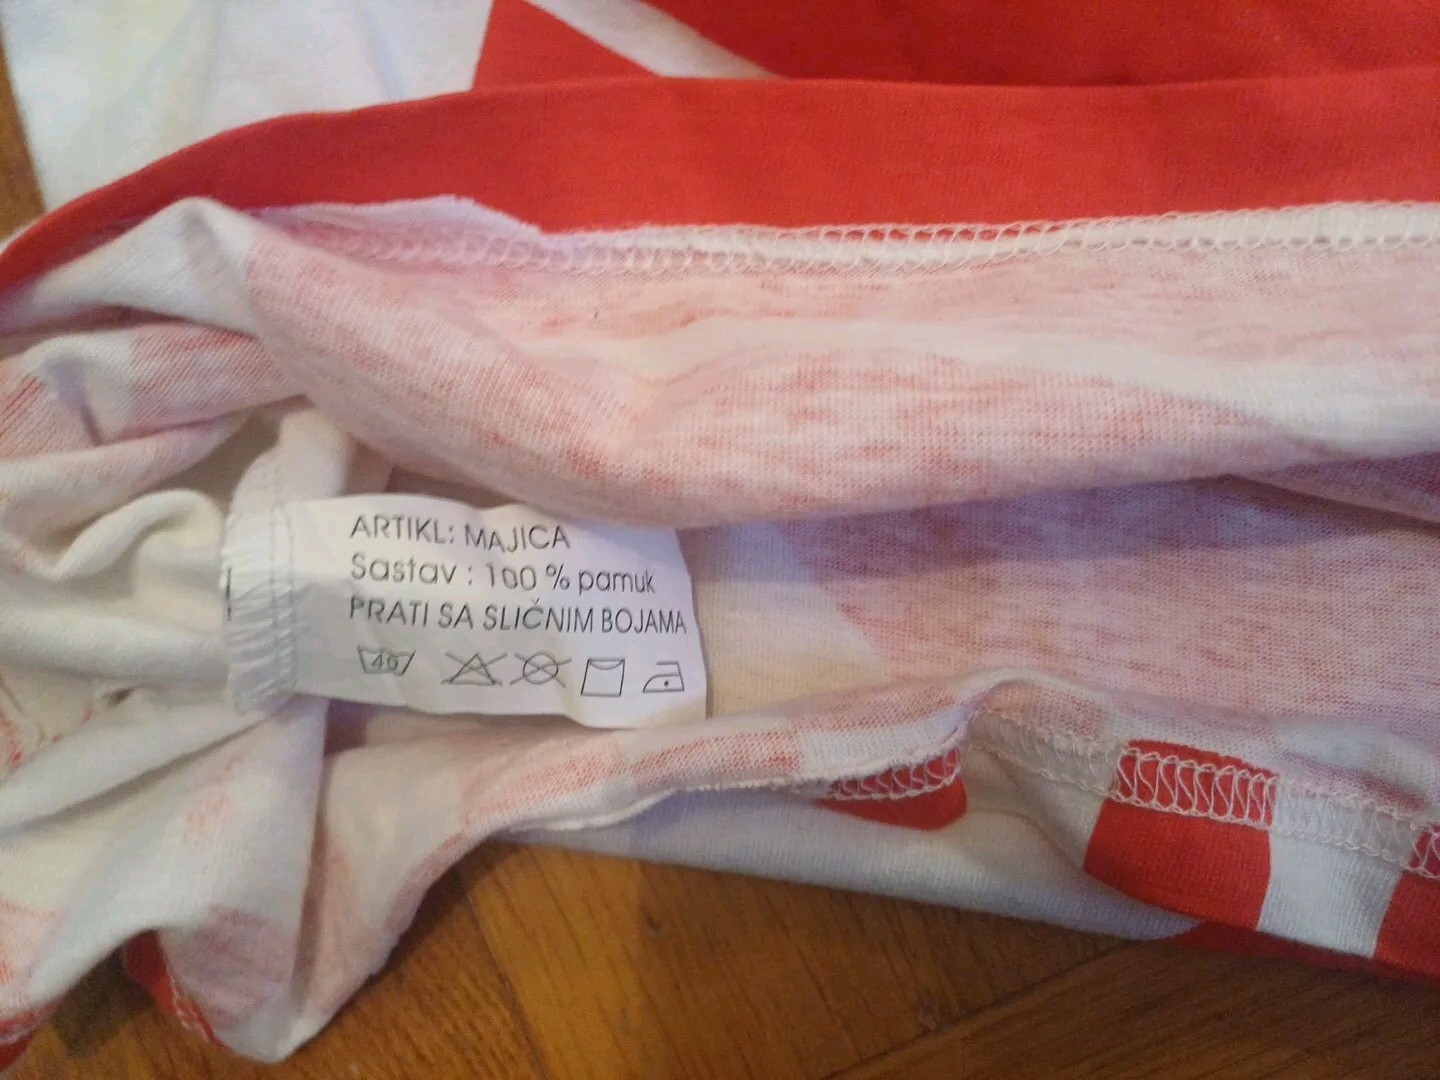 ARTIKL: MAJICA
Sastav : 100 % pamuk
PRATI SA SLIČNIM BOJAMA
40